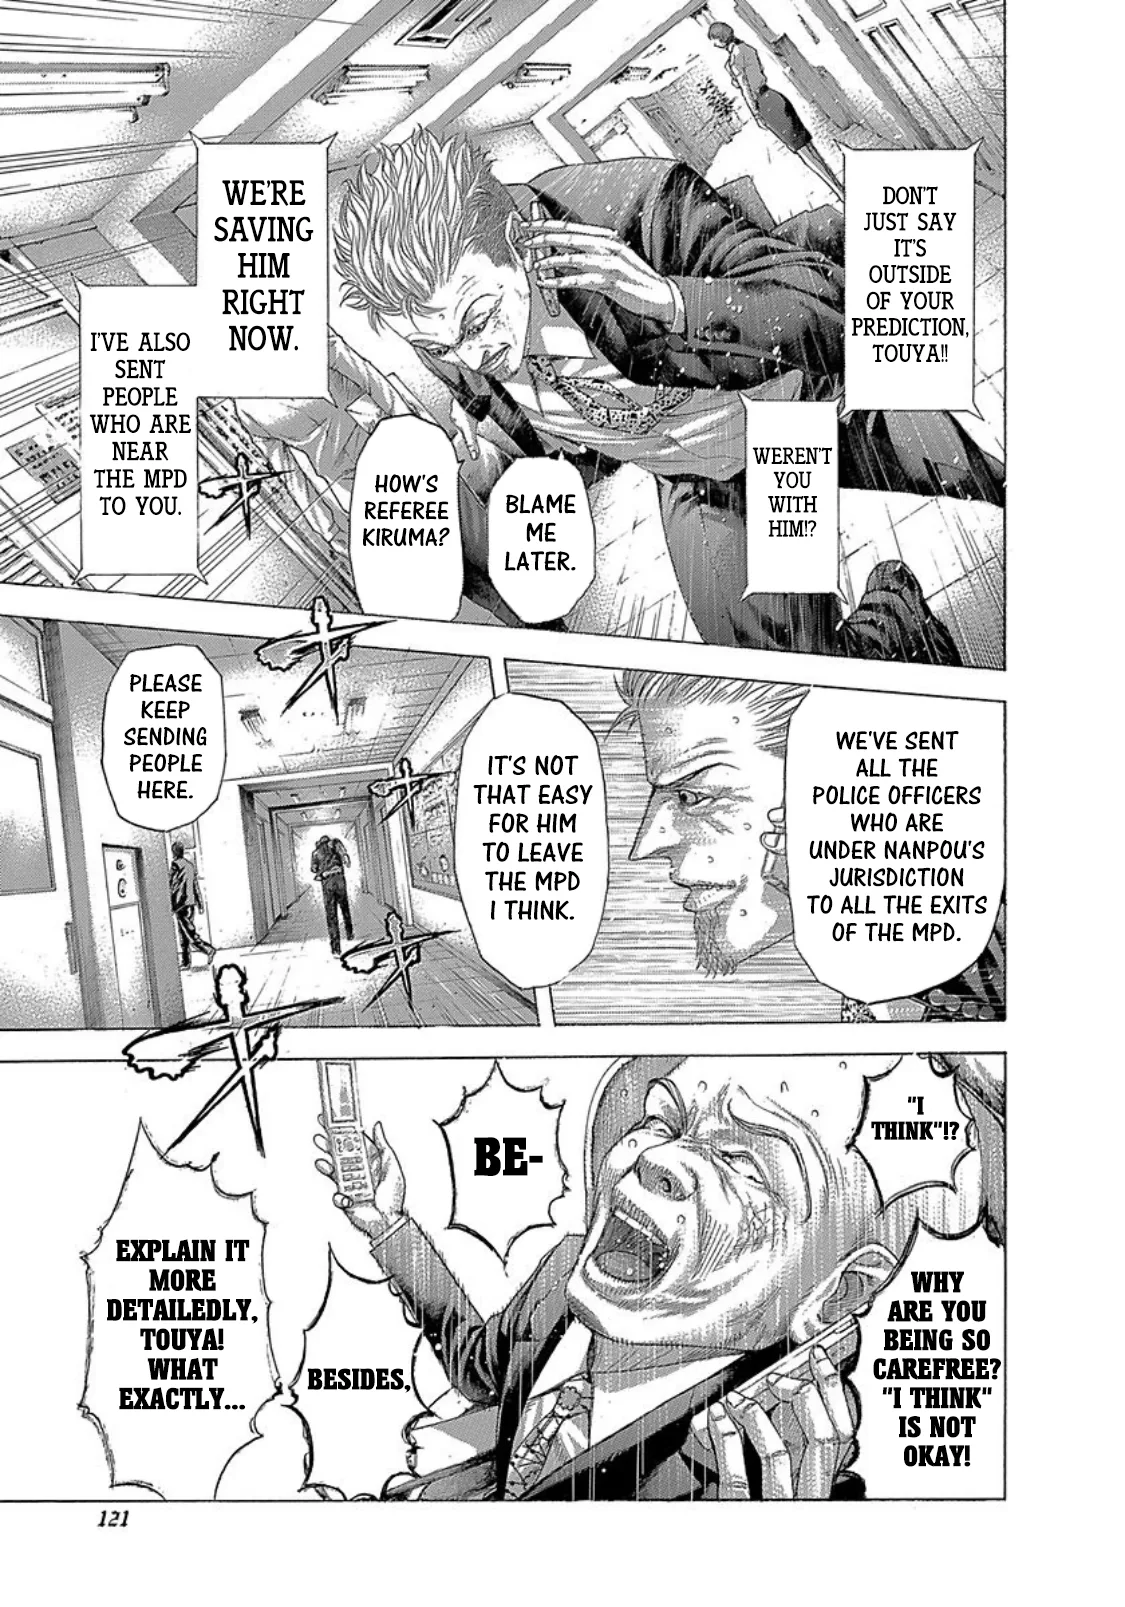 DON'T
JUST SAY
IT'S
OUTSIDE
OF YOUR
PREDICTION,
TOUYA!!
WEREN'T
YOU
WITH
HIM!?
BLAME
ME
LATER.
HOW'S
REFEREE
KIRUMA?
WE'RE
SAVING
HIM
RIGHT
NOW.
I'VE ALSO
SENT
PEOPLE
WHO ARE
NEAR
THE MPD
TO YOU.
WE'VE SENT
ALL THE
POLICE OFFICERS
WHO ARE
UNDER NANPOU'S
JURISDICTION
TO ALL THE EXITS
OF THE MPD.
IT'S NOT
THAT EASY
FOR HIM
TO LEAVE
THE MPD
I THINK.
PLEASE
KEEP
SENDING
PEOPLE
HERE.
"I
THINK"!?
WHY
ARE YOU
BEING SO
CAREFREE?
"I THINK"
IS NOT
OKAY!
BE-
BESIDES,
EXPLAIN IT
MORE
DETAILEDLY,
TOUYA!
WHAT
EXACTLY...
121